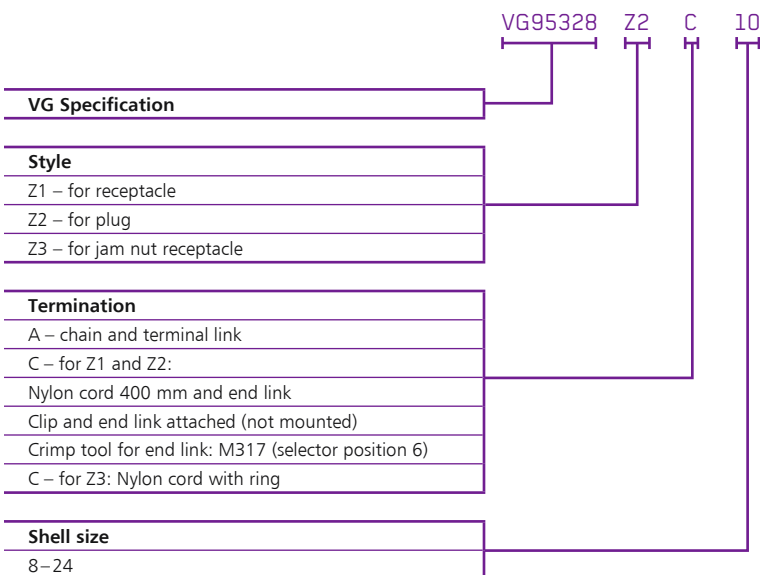 VG95328 Z2 C 10
VG Specification
Style
Z1 – for receptacle
Z2 – for plug
Z3 – for jam nut receptacle
Termination
A – chain and terminal link
C – for Z1 and Z2:
Nylon cord 400 mm and end link
Clip and end link attached (not mounted)
Crimp tool for end link: M317 (selector position 6)
C – for Z3: Nylon cord with ring
Shell size
8–24